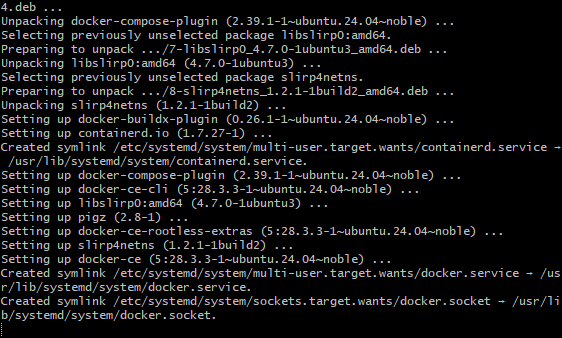 4.deb ...
Unpacking docker-compose-plugin (2.39.1-1~ubuntu.24.04~noble) ...
Selecting previously unselected package libslirp0:amd64.
Preparing to unpack .../7-libslirp0_4.7.0-1ubuntu3_amd64.deb ...
Unpacking libslirp0:amd64 (4.7.0-1ubuntu3) ...
Selecting previously unselected package slirp4netns.
Preparing to unpack .../8-slirp4netns_1.2.1-1build2_amd64.deb ...
Unpacking slirp4netns (1.2.1-1build2) ...
Setting up docker-buildx-plugin (0.26.1-1~ubuntu.24.04~noble) ...
Setting up containerd.io (1.7.27-1) ...
Created symlink /etc/systemd/system/multi-user.target.wants/containerd.service →
 /usr/lib/systemd/system/containerd.service.
Setting up docker-compose-plugin (2.39.1-1~ubuntu.24.04~noble) ...
Setting up docker-ce-cli (5:28.3.3-1~ubuntu.24.04~noble) ...
Setting up libslirp0:amd64 (4.7.0-1ubuntu3) ...
Setting up pigz (2.8-1) ...
Setting up docker-ce-rootless-extras (5:28.3.3-1~ubuntu.24.04~noble) ...
Setting up slirp4netns (1.2.1-1build2) ...
Setting up docker-ce (5:28.3.3-1~ubuntu.24.04~noble) ...
Created symlink /etc/systemd/system/multi-user.target.wants/docker.service → /us
r/lib/systemd/system/docker.service.
Created symlink /etc/systemd/system/sockets.target.wants/docker.socket → /usr/li
b/systemd/system/docker.socket.